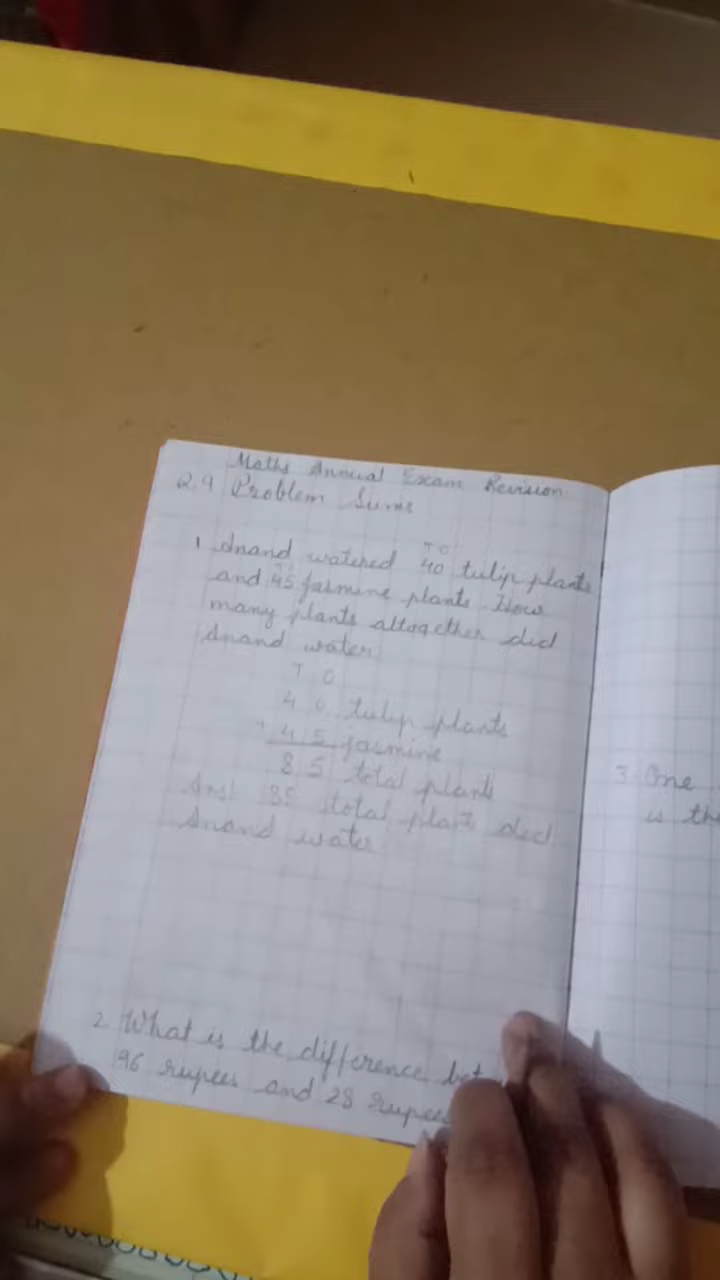 Maths Annual Exam Revision
Q.9 Problem Sums
T O
1 Anand watered 40 tulip plants
T O
and 45 jasmine plants. How
many plants altogether did
Anand water
T O
4 0 tulip plants
+ 4 5 jasmine
8 5 total plants
Ans: 85 total plants did
Anand water
2. What is the difference bet
96 rupees and 28 rupees
3. One
is the